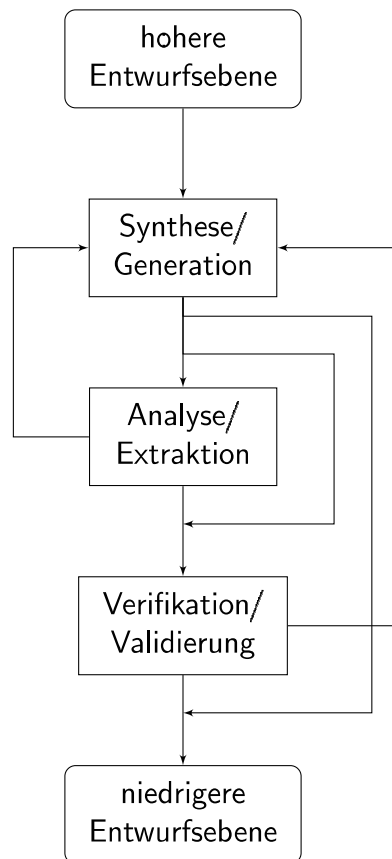 hohere
Entwurfsebene
Synthese/
Generation
Analyse/
Extraktion
Verifikation/
Validierung
niedrigere
Entwurfsebene